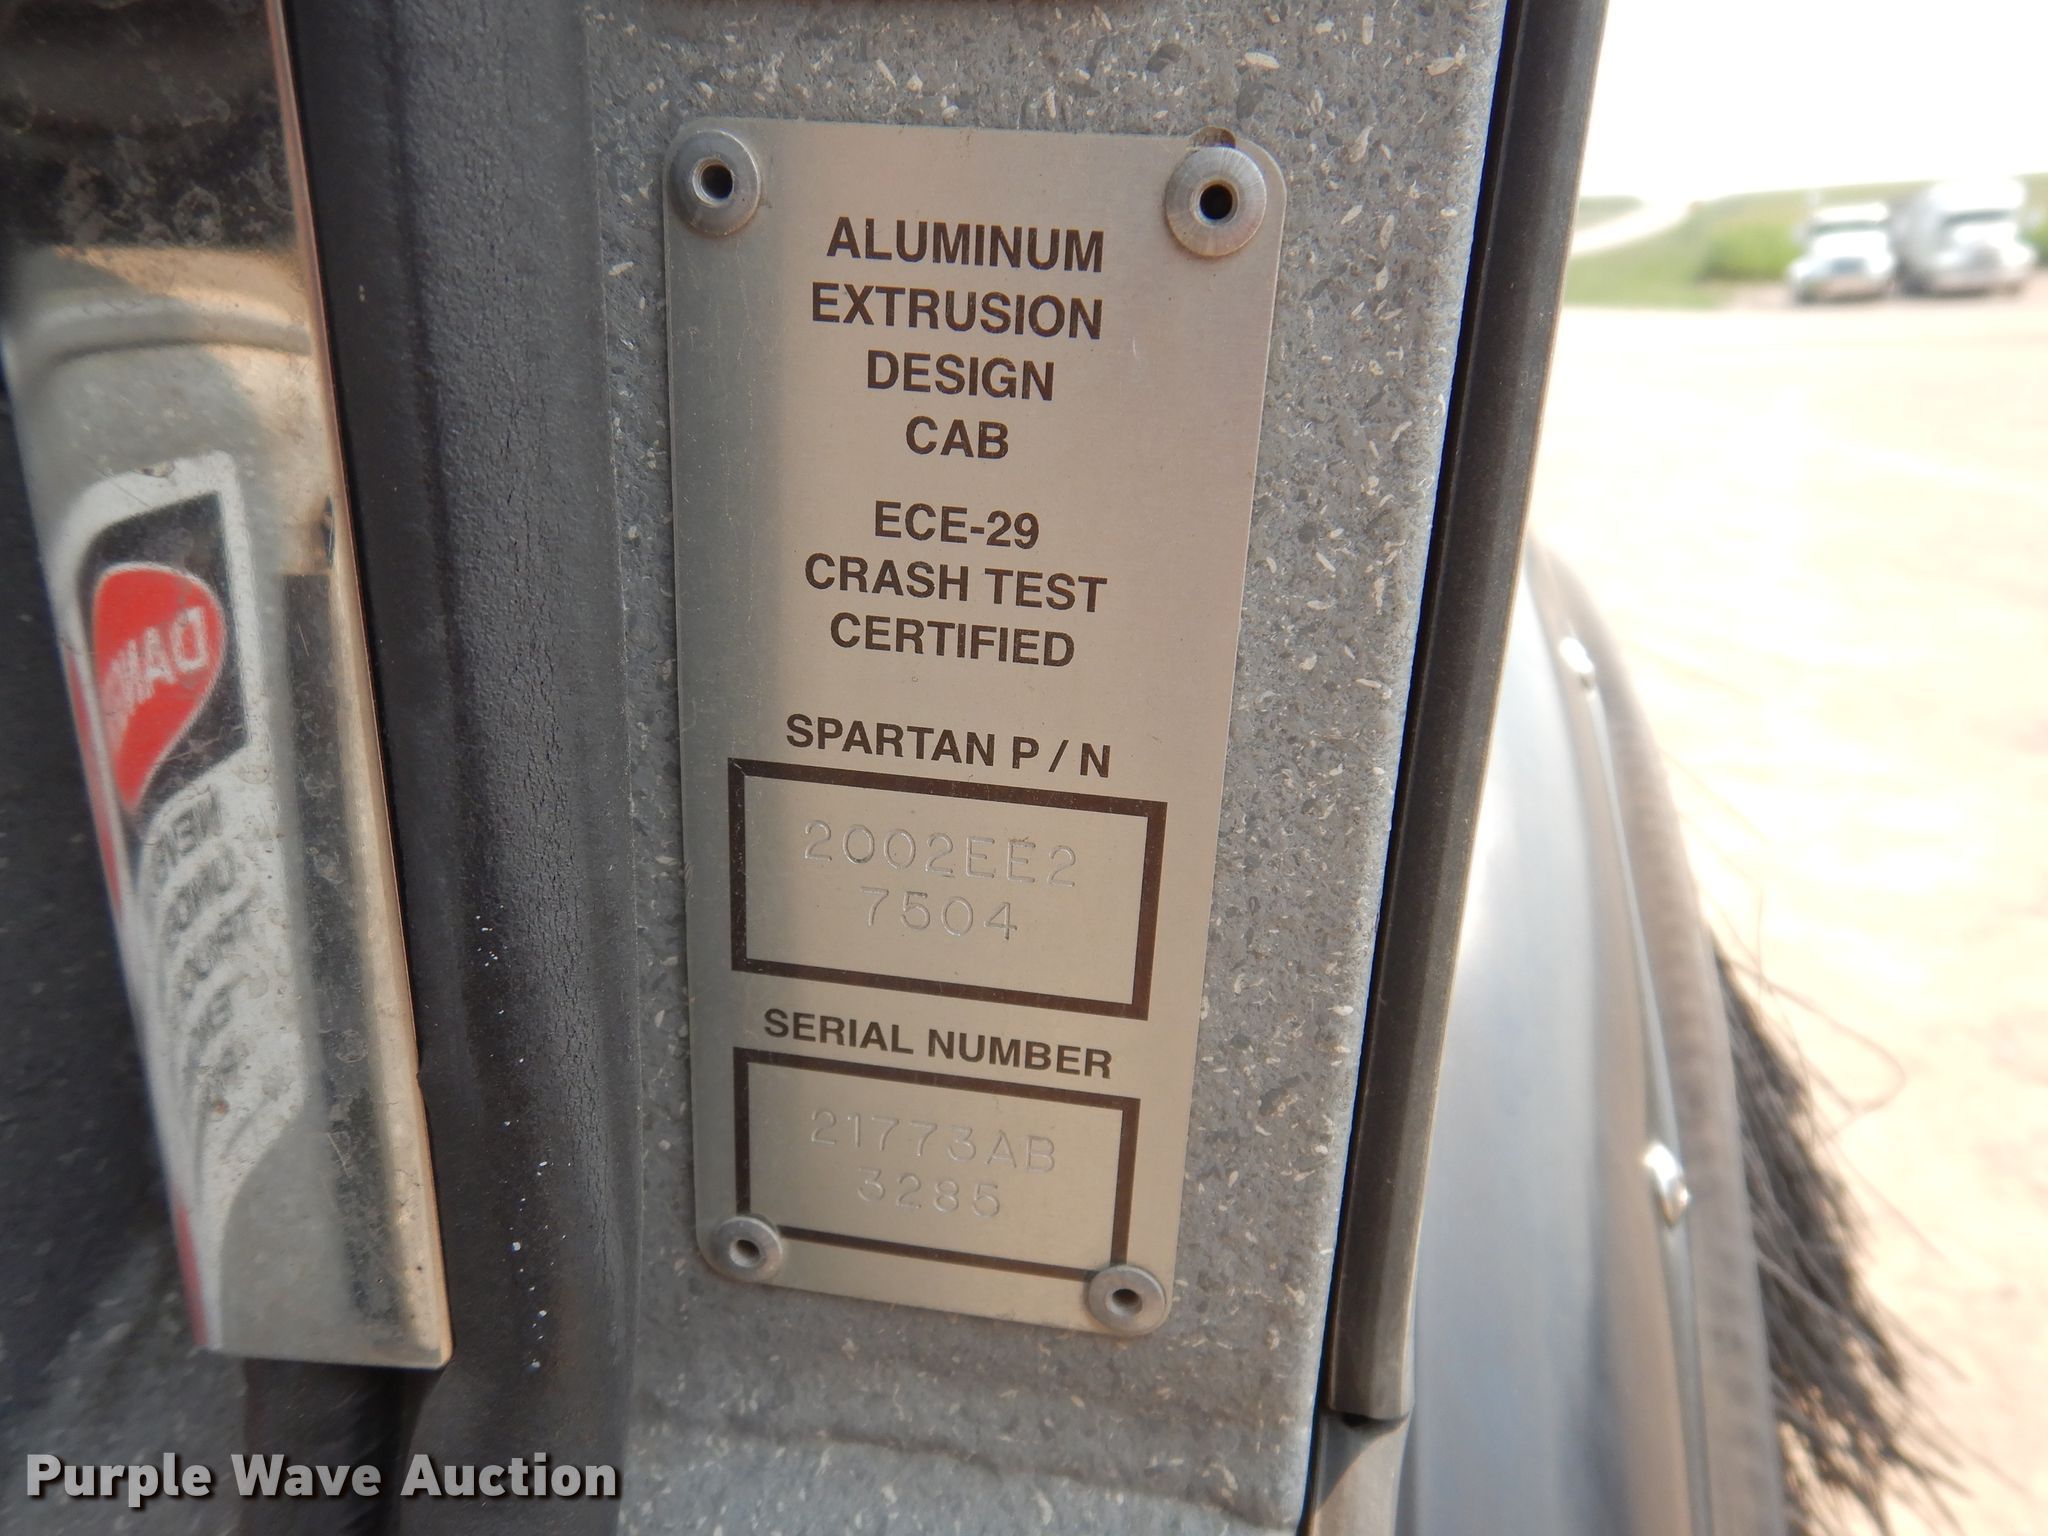 ALUMINUM
EXTRUSION
DESIGN
CAB
ECE-29
CRASH TEST
CERTIFIED
SPARTAN P / N
2002EE2
7504
SERIAL NUMBER
21773AB
3285
Purple Wave Auction